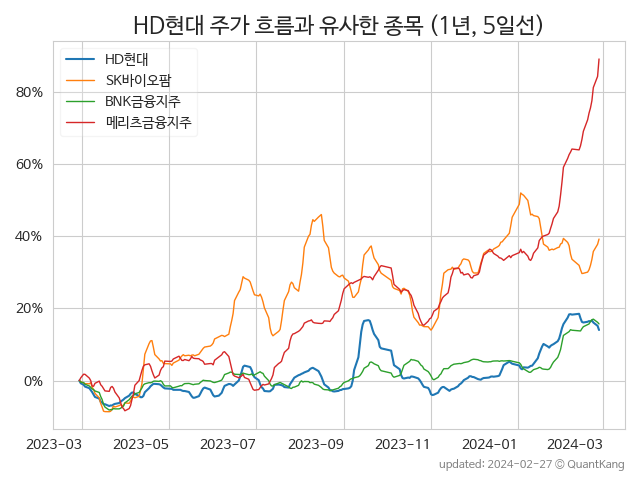 HD현대 주가 흐름과 유사한 종목 (1년, 5일선)
HD현대
SK바이오팜
BNK금융지주
메리츠금융지주
80%
60%
40%
20%
0%
2023-03 2023-05 2023-07 2023-09 2023-11 2024-01 2024-03
updated: 2024-02-27 © QuantKang